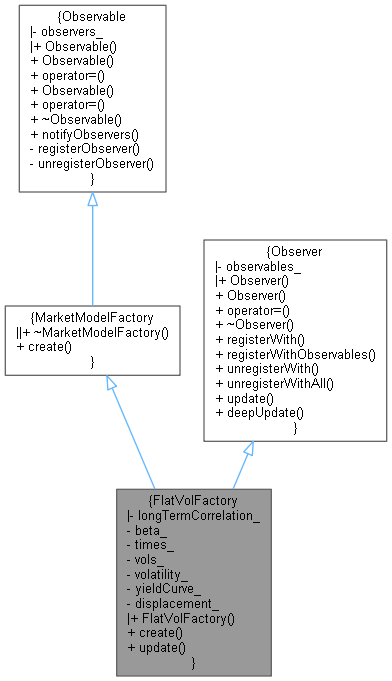 {Observable
|- observers_
|+ Observable()
+ Observable()
+ operator=()
+ Observable()
+ operator=()
+ ~Observable()
+ notifyObservers()
- registerObserver()
- unregisterObserver()
}
{Observer
|- observables_
|+ Observer()
+ Observer()
+ operator=()
+ ~Observer()
+ registerWith()
+ registerWithObservables()
+ unregisterWith()
+ unregisterWithAll()
+ update()
+ deepUpdate()
}
{MarketModelFactory
||+ ~MarketModelFactory()
+ create()
}
{FlatVolFactory
|- longTermCorrelation_
- beta_
- times_
- vols_
- volatility_
- yieldCurve_
- displacement_
|+ FlatVolFactory()
+ create()
+ update()
}